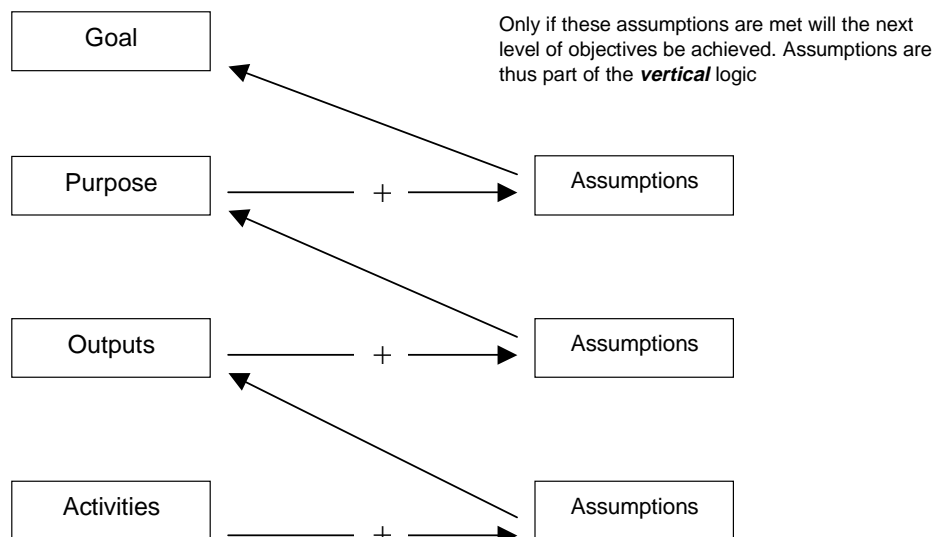 Goal
Only if these assumptions are met will the next
level of objectives be achieved. Assumptions are
thus part of the vertical logic
Purpose
+
Assumptions
Outputs
+
Assumptions
Activities
+
Assumptions